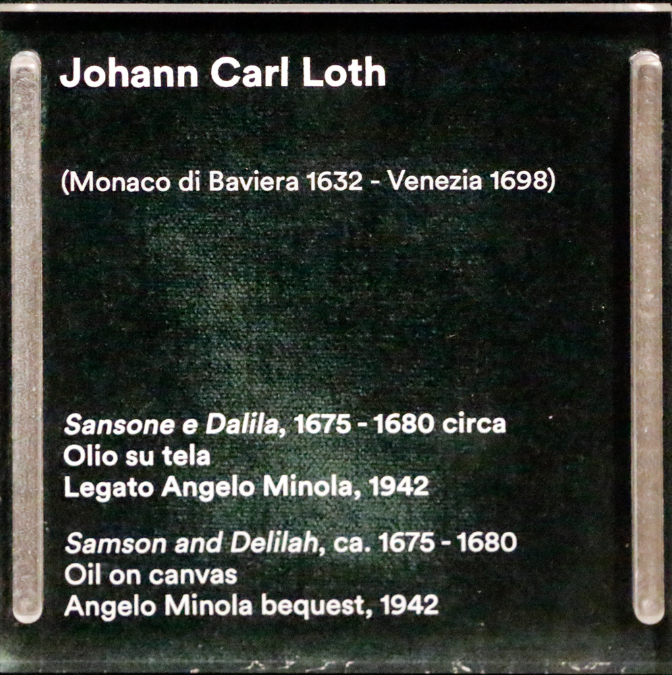 Johann Carl Loth
(Monaco di Baviera 1632 - Venezia 1698)
Sansone e Dalila, 1675 - 1680 circa
Olio su tela
Legato Angelo Minola, 1942
Samson and Delilah, ca. 1675 - 1680
Oil on canvas
Angelo Minola bequest, 1942